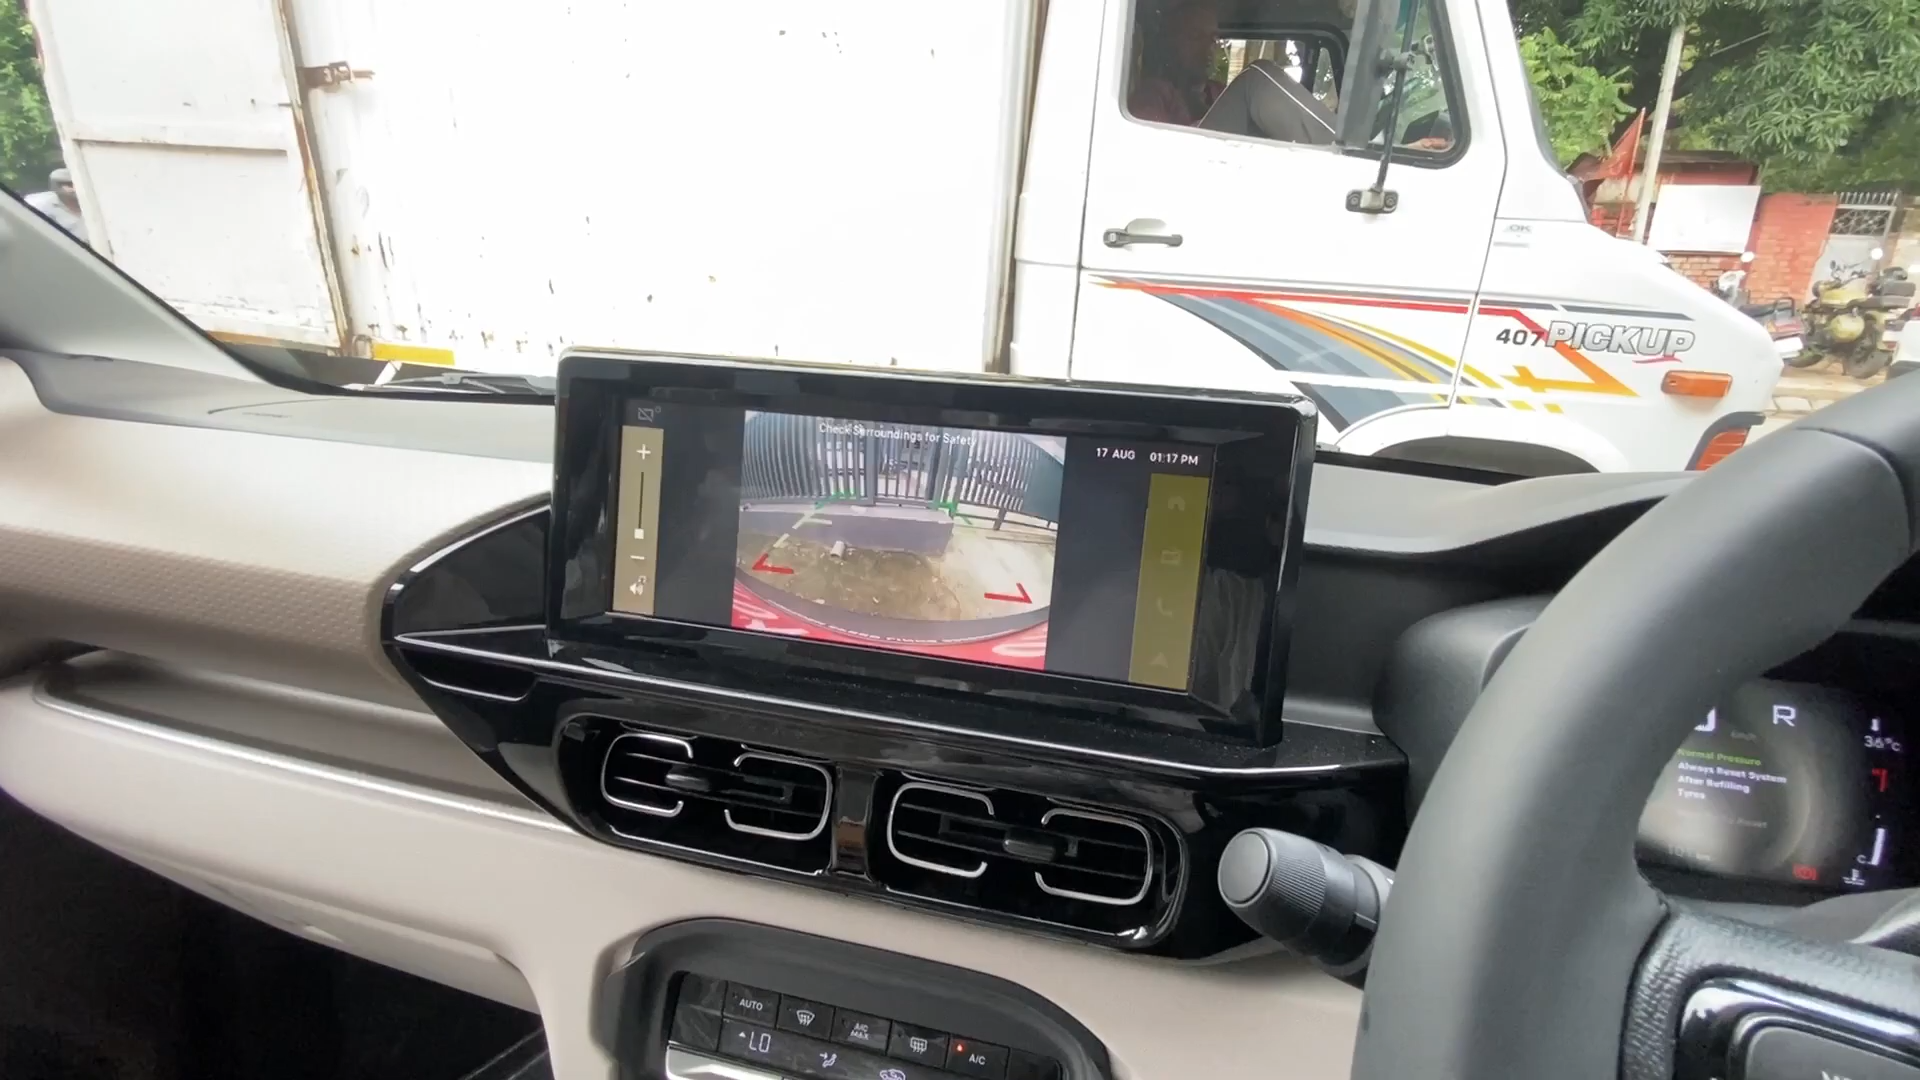 407 PICKUP
Check Surroundings for Safety
17 AUG 01:17 PM
R
36°C
Normal Pressure
Always Reset System
After Refilling
Tyres
C
AUTO
A/C
MAX
A/C
LO